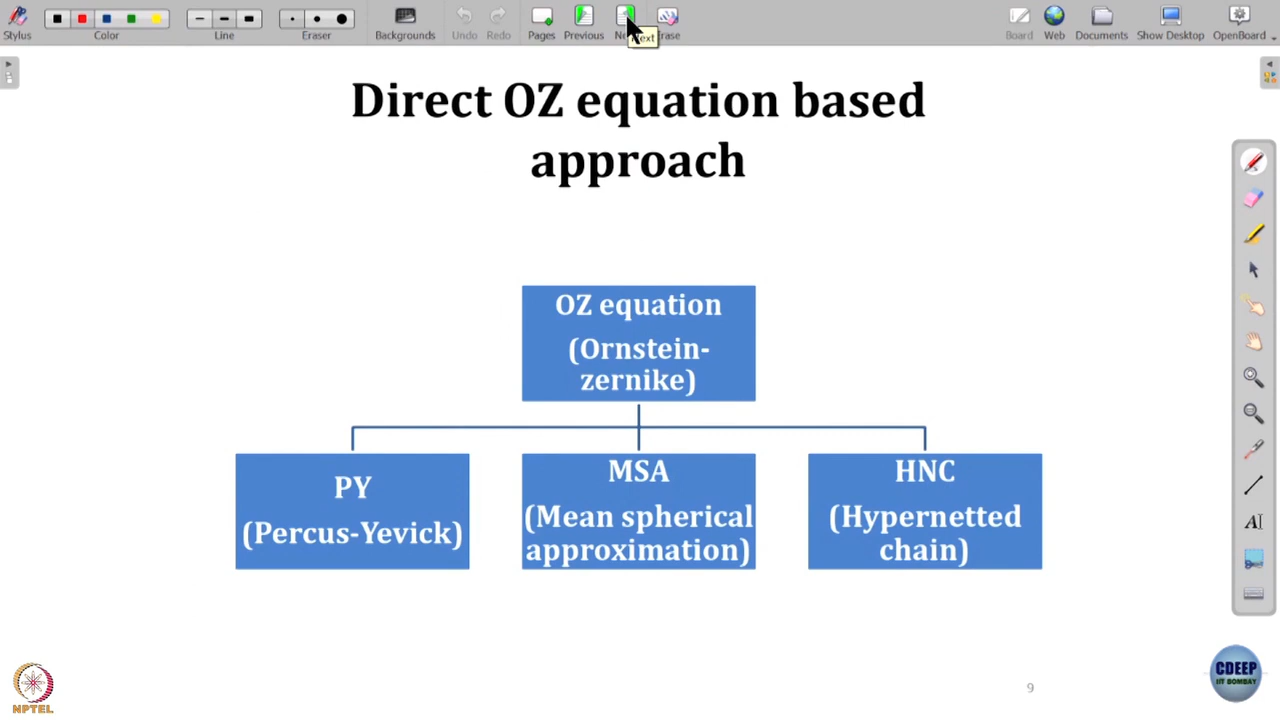 Stylus
Color
Line
Eraser
Backgrounds
Undo
Redo
Pages
Previous
Next
Erase
Board
Web
Documents
Show Desktop
OpenBoard
Direct OZ equation based
approach
OZ equation
(Ornstein-
zernike)
PY
(Percus-Yevick)
MSA
(Mean spherical
approximation)
HNC
(Hypernetted
chain)
9
NPTEL
CDEEP
IIT BOMBAY